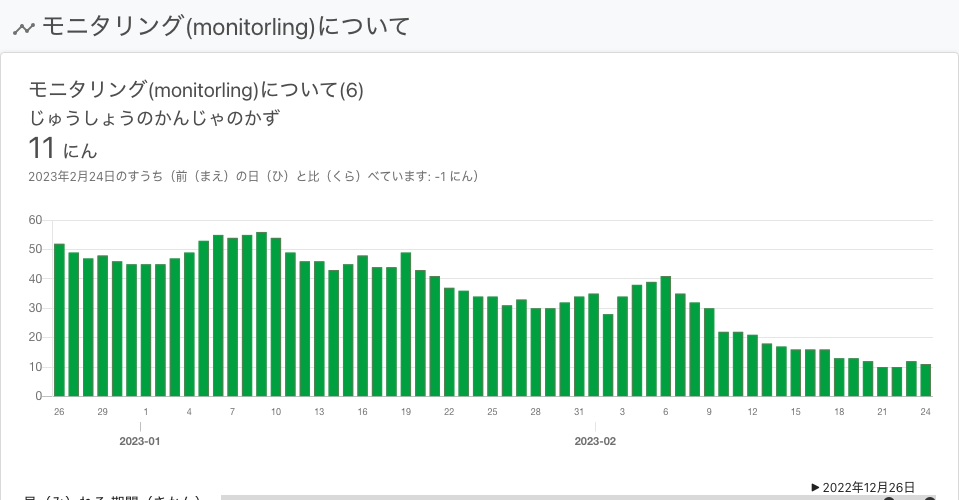 モニタリング(monitorling)について
モニタリング(monitorling)について(6)
じゅうしょうのかんじゃのかず
11 にん
2023年2月24日のすうち（前（まえ）の日（ひ）と比（くら）べています: -1 にん）
60
50
40
30
20
10
0
26 29 1 4 7 10 13 16 19 22 25 28 31 3 6 9 12 15 18 21 24
2023-01 2023-02
▶ 2022年12月26日